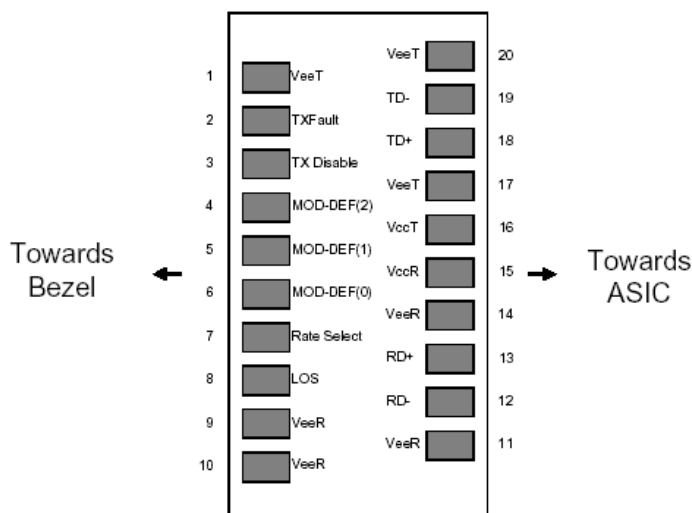 VeeT 20
1 VeeT
TD- 19
2 TXFault
TD+ 18
3 TX Disable
VeeT 17
4 MOD-DEF(2)
VccT 16
5 MOD-DEF(1)
Towards
Bezel
VccR 15
Towards
ASIC
6 MOD-DEF(0)
VeeR 14
7 Rate Select
RD+ 13
8 LOS
RD- 12
9 VeeR
VeeR 11
10 VeeR